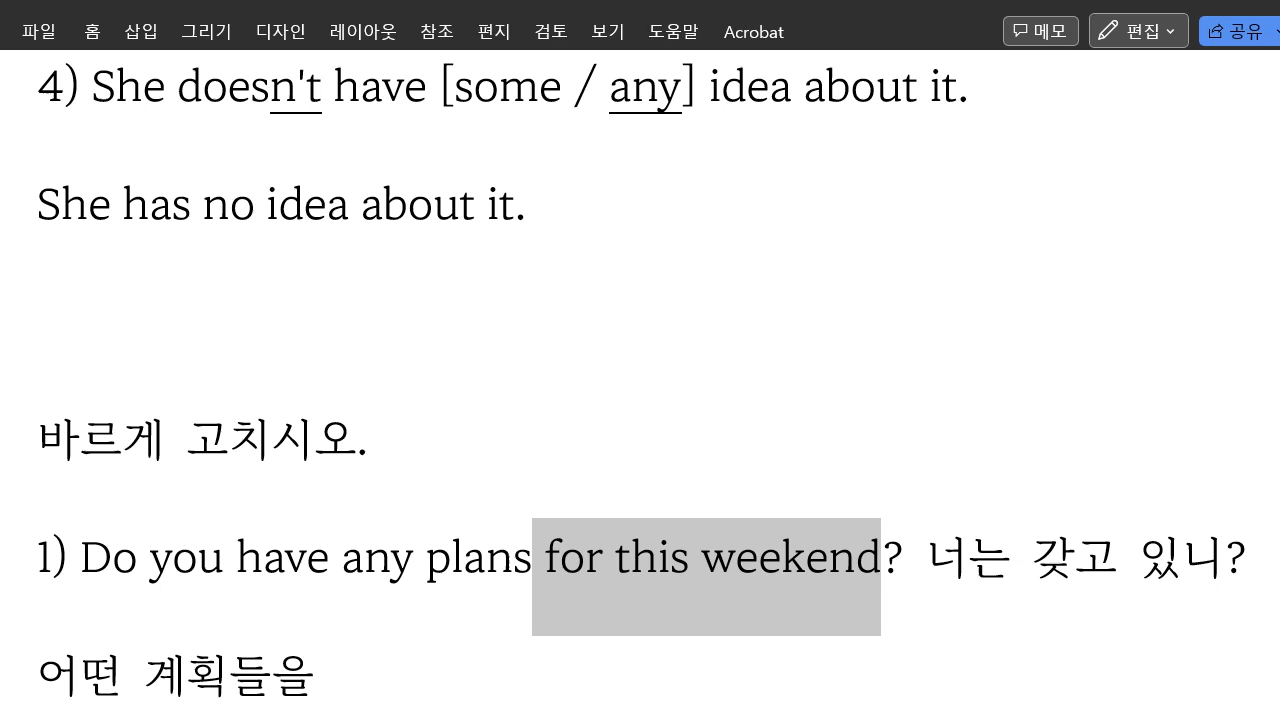 파일 홈 삽입 그리기 디자인 레이아웃 참조 편지 검토 보기 도움말 Acrobat 메모 편집 공유
4) She doesn't have [some / any] idea about it.
She has no idea about it.
바르게 고치시오.
1) Do you have any plans for this weekend? 너는 갖고 있니?
어떤 계획들을